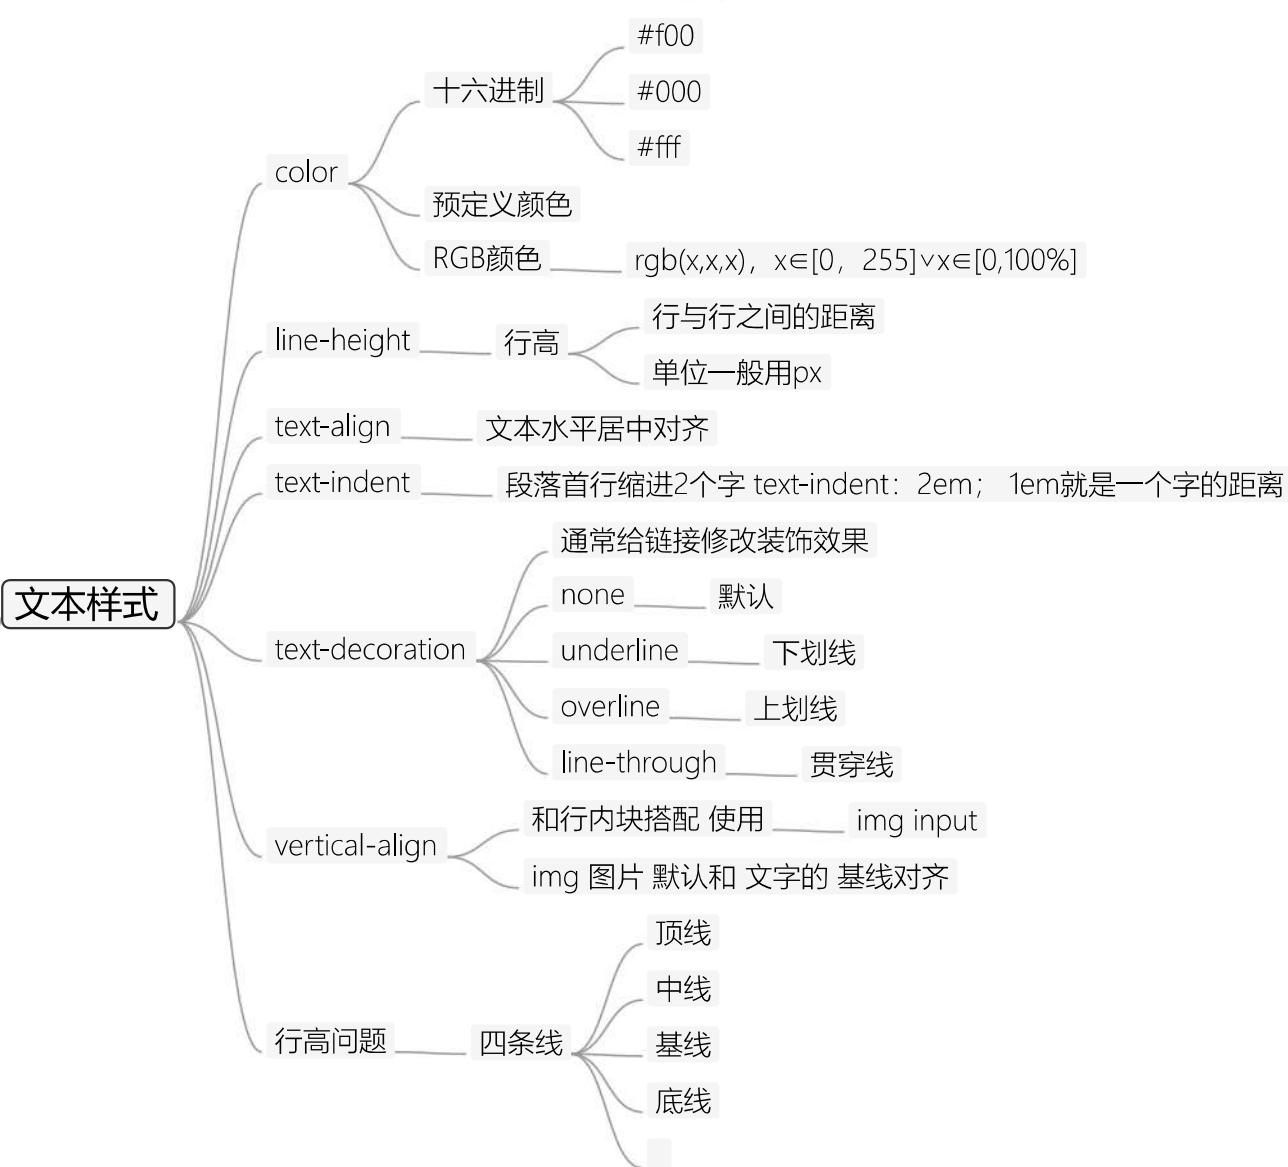 #f00
十六进制
#000
#fff
color
预定义颜色
RGB颜色
rgb(x,x,x)，x∈[0，255]∨x∈[0,100%]
line-height
行高
行与行之间的距离
单位一般用px
text-align
文本水平居中对齐
text-indent
段落首行缩进2个字 text-indent：2em； 1em就是一个字的距离
文本样式
text-decoration
通常给链接修改装饰效果
none
默认
underline
下划线
overline
上划线
line-through
贯穿线
vertical-align
和行内块搭配 使用
img input
img 图片 默认和 文字的 基线对齐
行高问题
四条线
顶线
中线
基线
底线